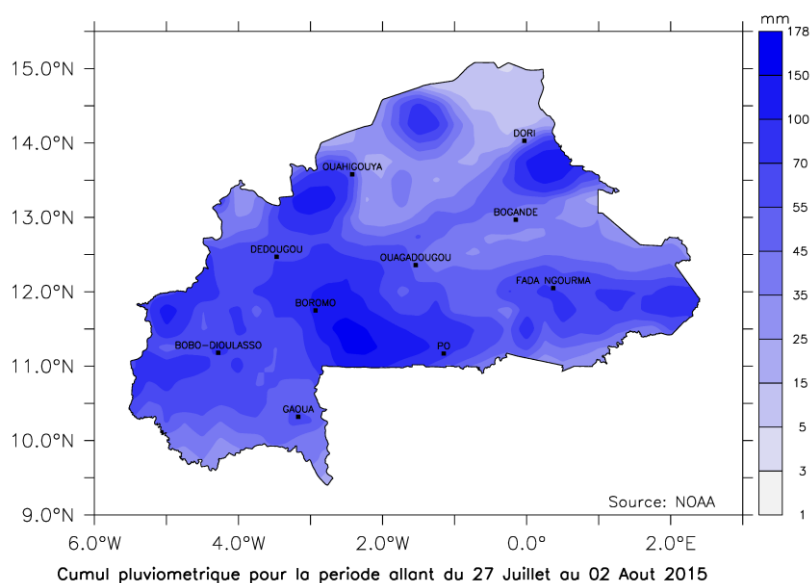 mm
178
150
100
70
55
45
35
25
15
5
3
1
15.0°N
14.0°N
13.0°N
12.0°N
11.0°N
10.0°N
9.0°N
DORI
OUAHIGOUYA
BOGANDE
DEDOUGOU
OUAGADOUGOU
FADA NGOURMA
BOROMO
BOBO-DIOULASSO
PO
GAOUA
Source: NOAA
6.0°W
4.0°W
2.0°W
0.0°
2.0°E
Cumul pluviometrique pour la periode allant du 27 Juillet au 02 Aout 2015